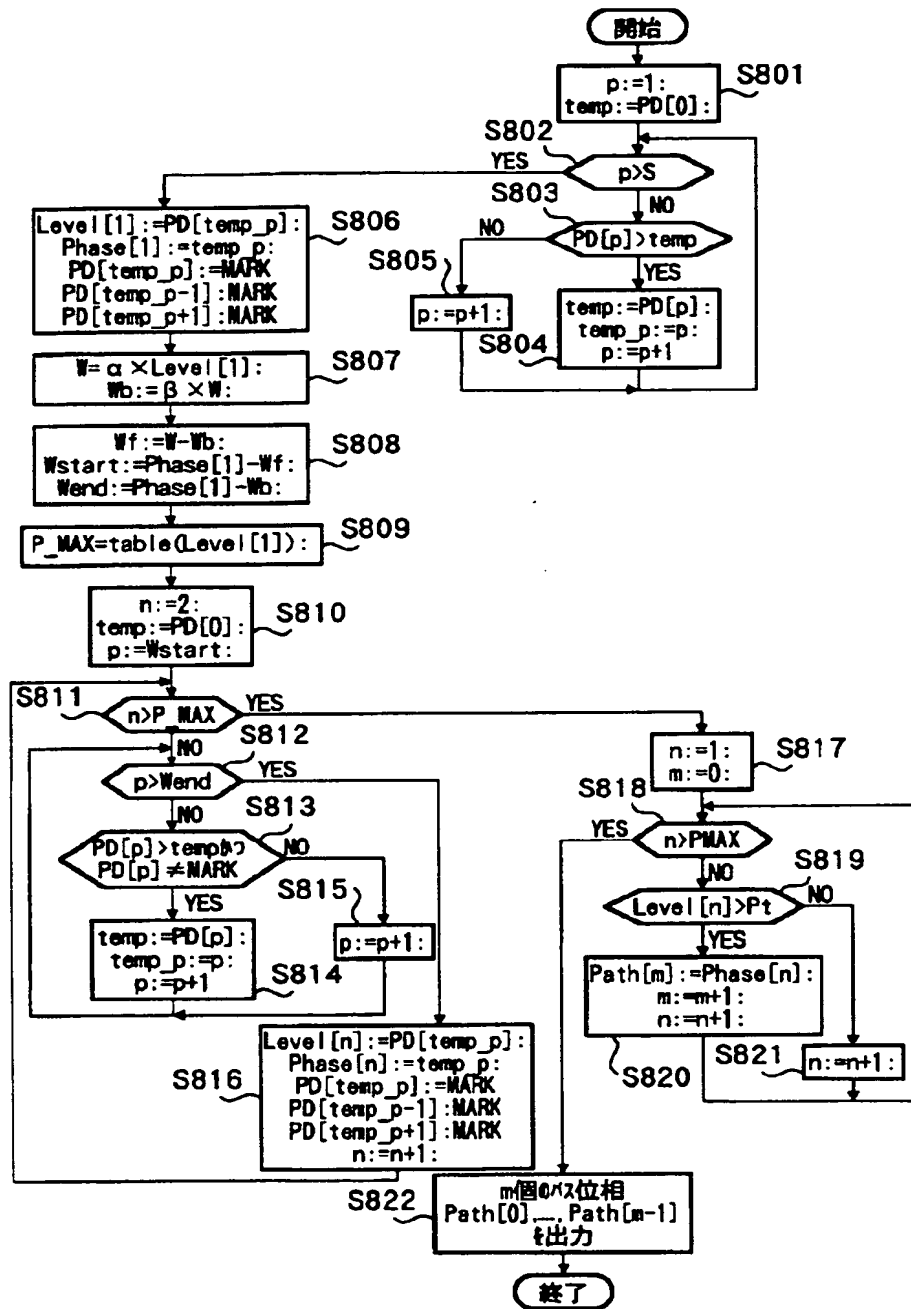 開始
S801
p:=1:
temp:=PD[0]:
S802
YES
p>S
S803
NO
NO
PD[p]>temp
S805
YES
p:=p+1:
temp:=PD[p]:
temp_p:=p:
p:=p+1
S804
Level[1]:=PD[temp_p]:
Phase[1]:=temp_p:
PD[temp_p]:=MARK
PD[temp_p-1]:MARK
PD[temp_p+1]:MARK
S806
W=α×Level[1]:
Wb:=β×W:
S807
Wf:=W-Wb:
Wstart:=Phase[1]-Wf:
Wend:=Phase[1]-Wb:
S808
P_MAX=table(Level[1]):
S809
n:=2:
temp:=PD[0]:
p:=Wstart:
S810
S811
n>P_MAX
YES
NO
S812
p>Wend
YES
NO
S813
PD[p]>tempかつ
PD[p]≠MARK
NO
YES
S815
p:=p+1:
temp:=PD[p]:
temp_p:=p:
p:=p+1
S814
Level[n]:=PD[temp_p]:
Phase[n]:=temp_p:
PD[temp_p]:=MARK
PD[temp_p-1]:MARK
PD[temp_p+1]:MARK
n:=n+1:
S816
n:=1:
m:=0:
S817
S818
YES
n>PMAX
NO
S819
Level[n]>Pt
NO
YES
Path[m]:=Phase[n]:
m:=m+1:
n:=n+1:
S820
S821
n:=n+1:
S822
m個のパス位相
Path[0],…,Path[m-1]
を出力
終了